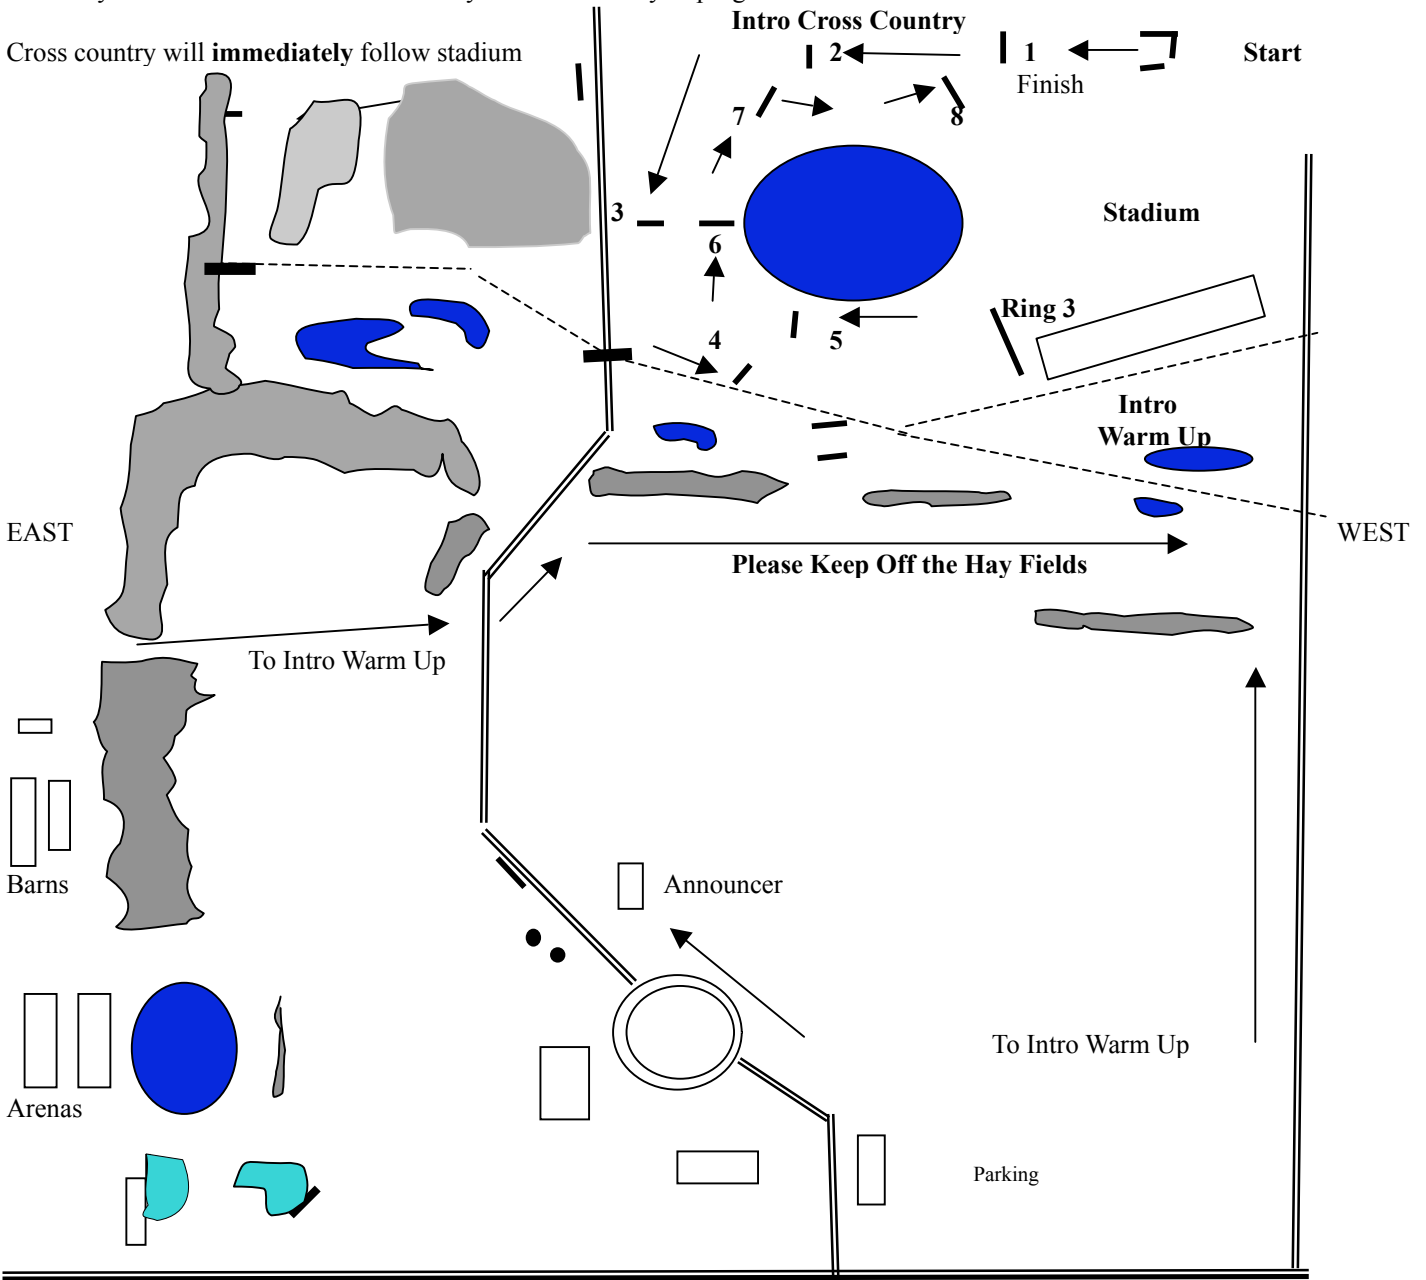 Intro Cross Country
Cross country will immediately follow stadium
2
1
Start
Finish
7
8
3
Stadium
6
Ring 3
4
5
Intro
Warm Up
EAST
WEST
Please Keep Off the Hay Fields
To Intro Warm Up
Barns
Announcer
To Intro Warm Up
Arenas
Parking